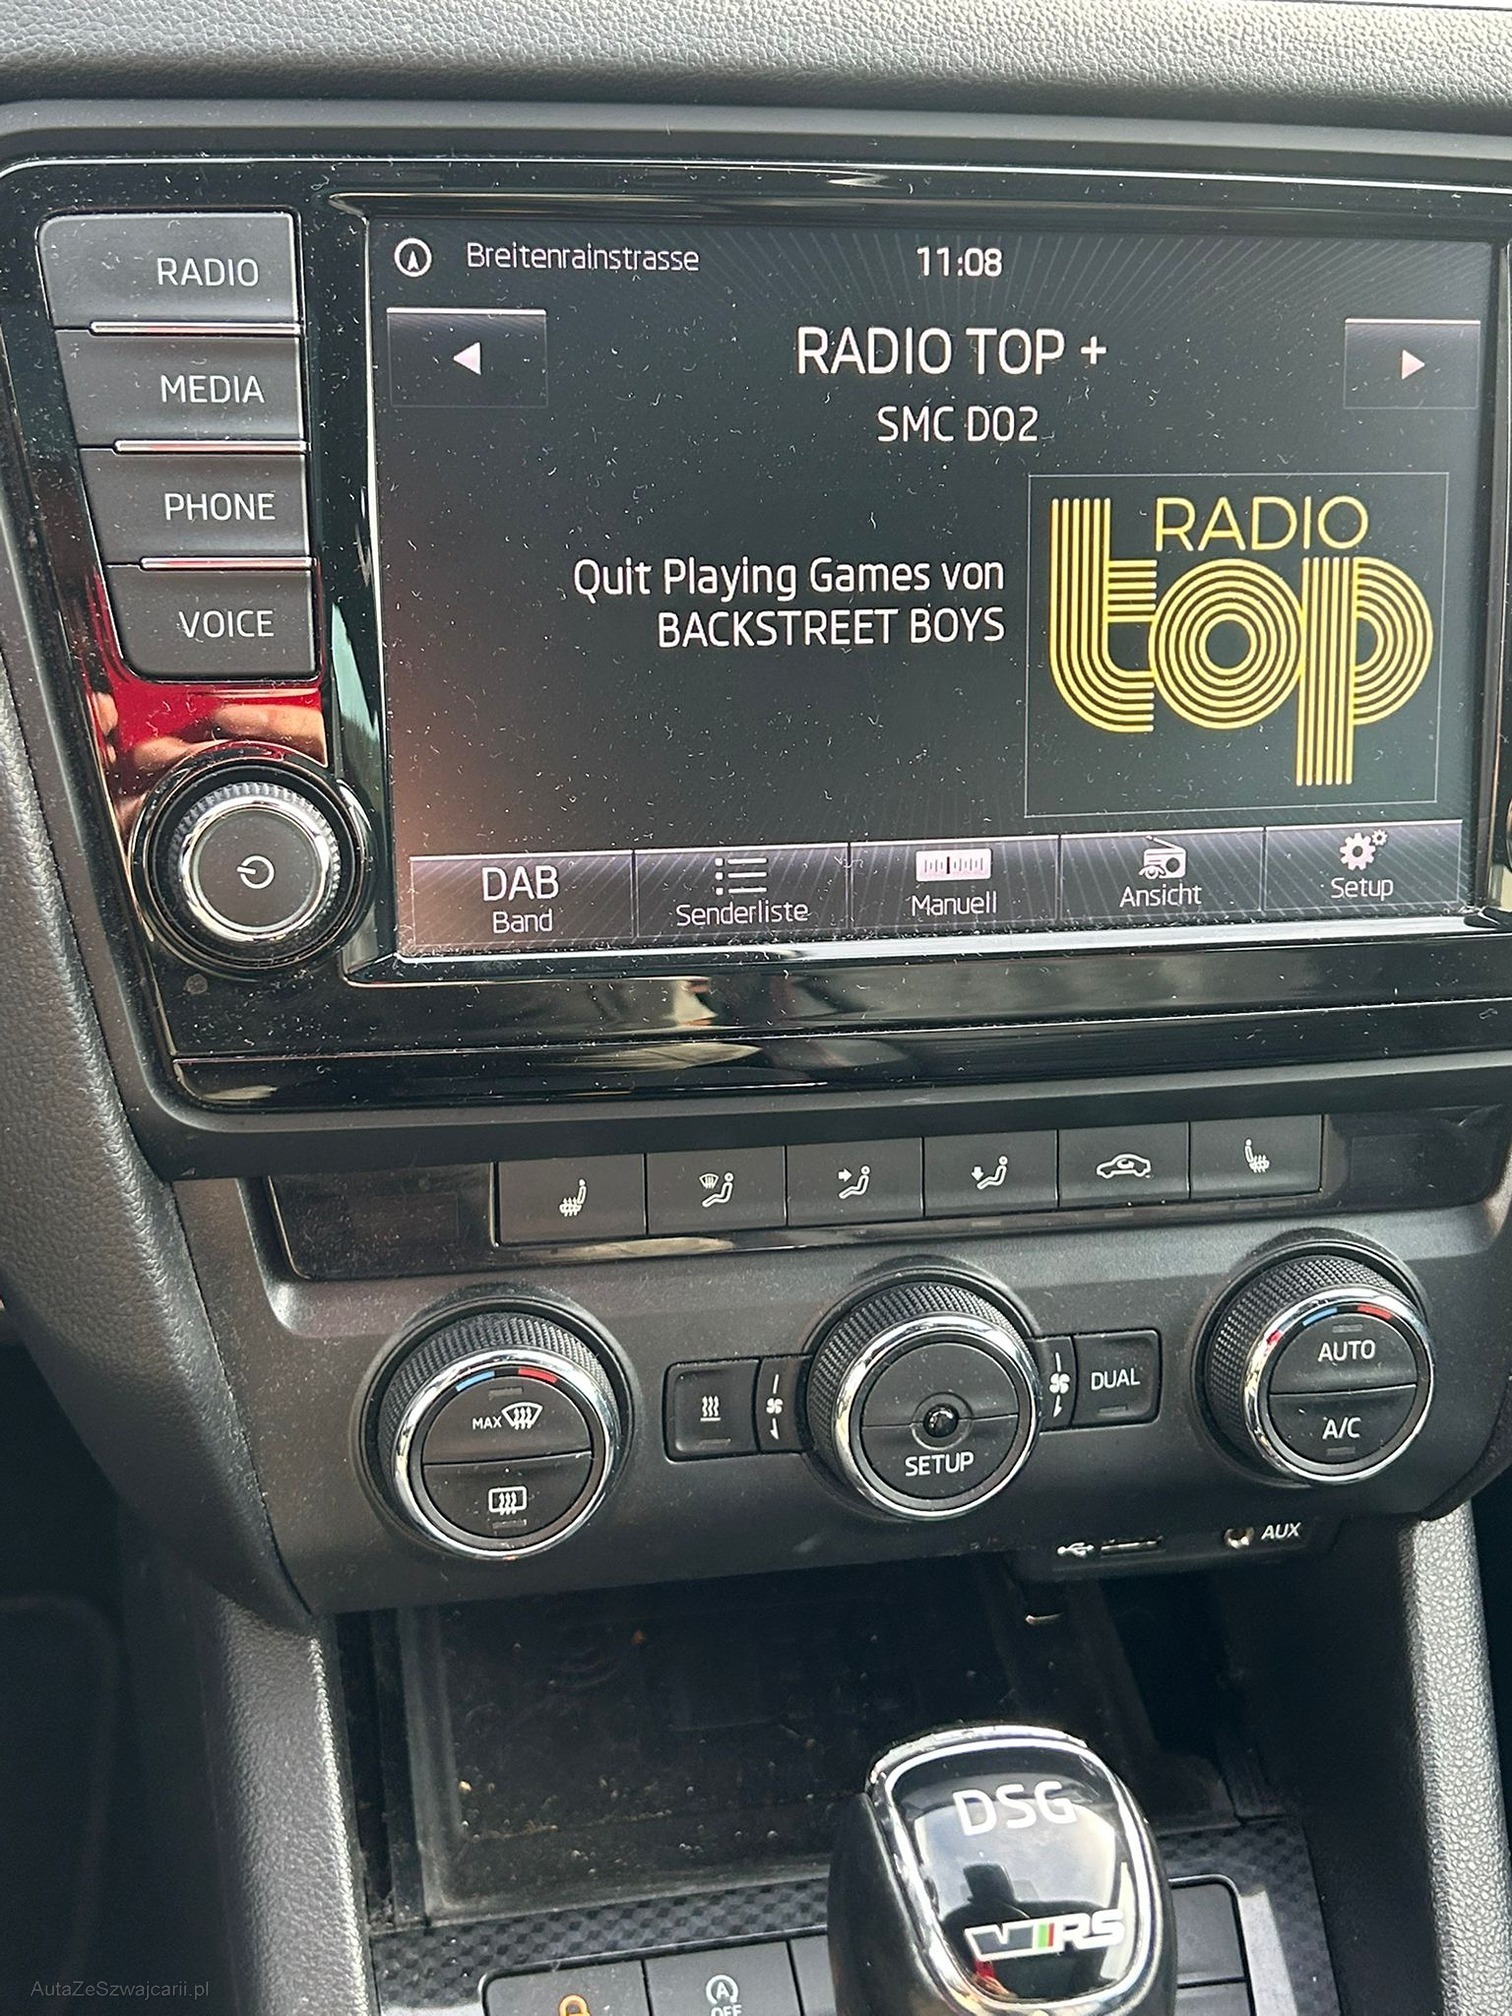 RADIO
MEDIA
PHONE
VOICE
Breitenrainstrasse
11:08
RADIO TOP +
SMC D02
Quit Playing Games von
BACKSTREET BOYS
RADIO
top
DAB
Band
Senderliste
Manuell
Ansicht
Setup
MAX
SETUP
DUAL
AUTO
A/C
AUX
DSG
VRS
A
OFF
AutaZeSzwajcarii.pl